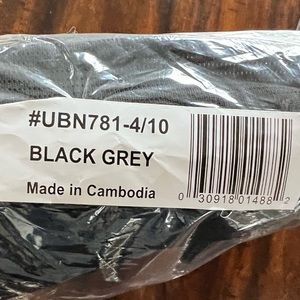 #UBN781-4/10
BLACK GREY
Made in Cambodia
0 30918 01488 2